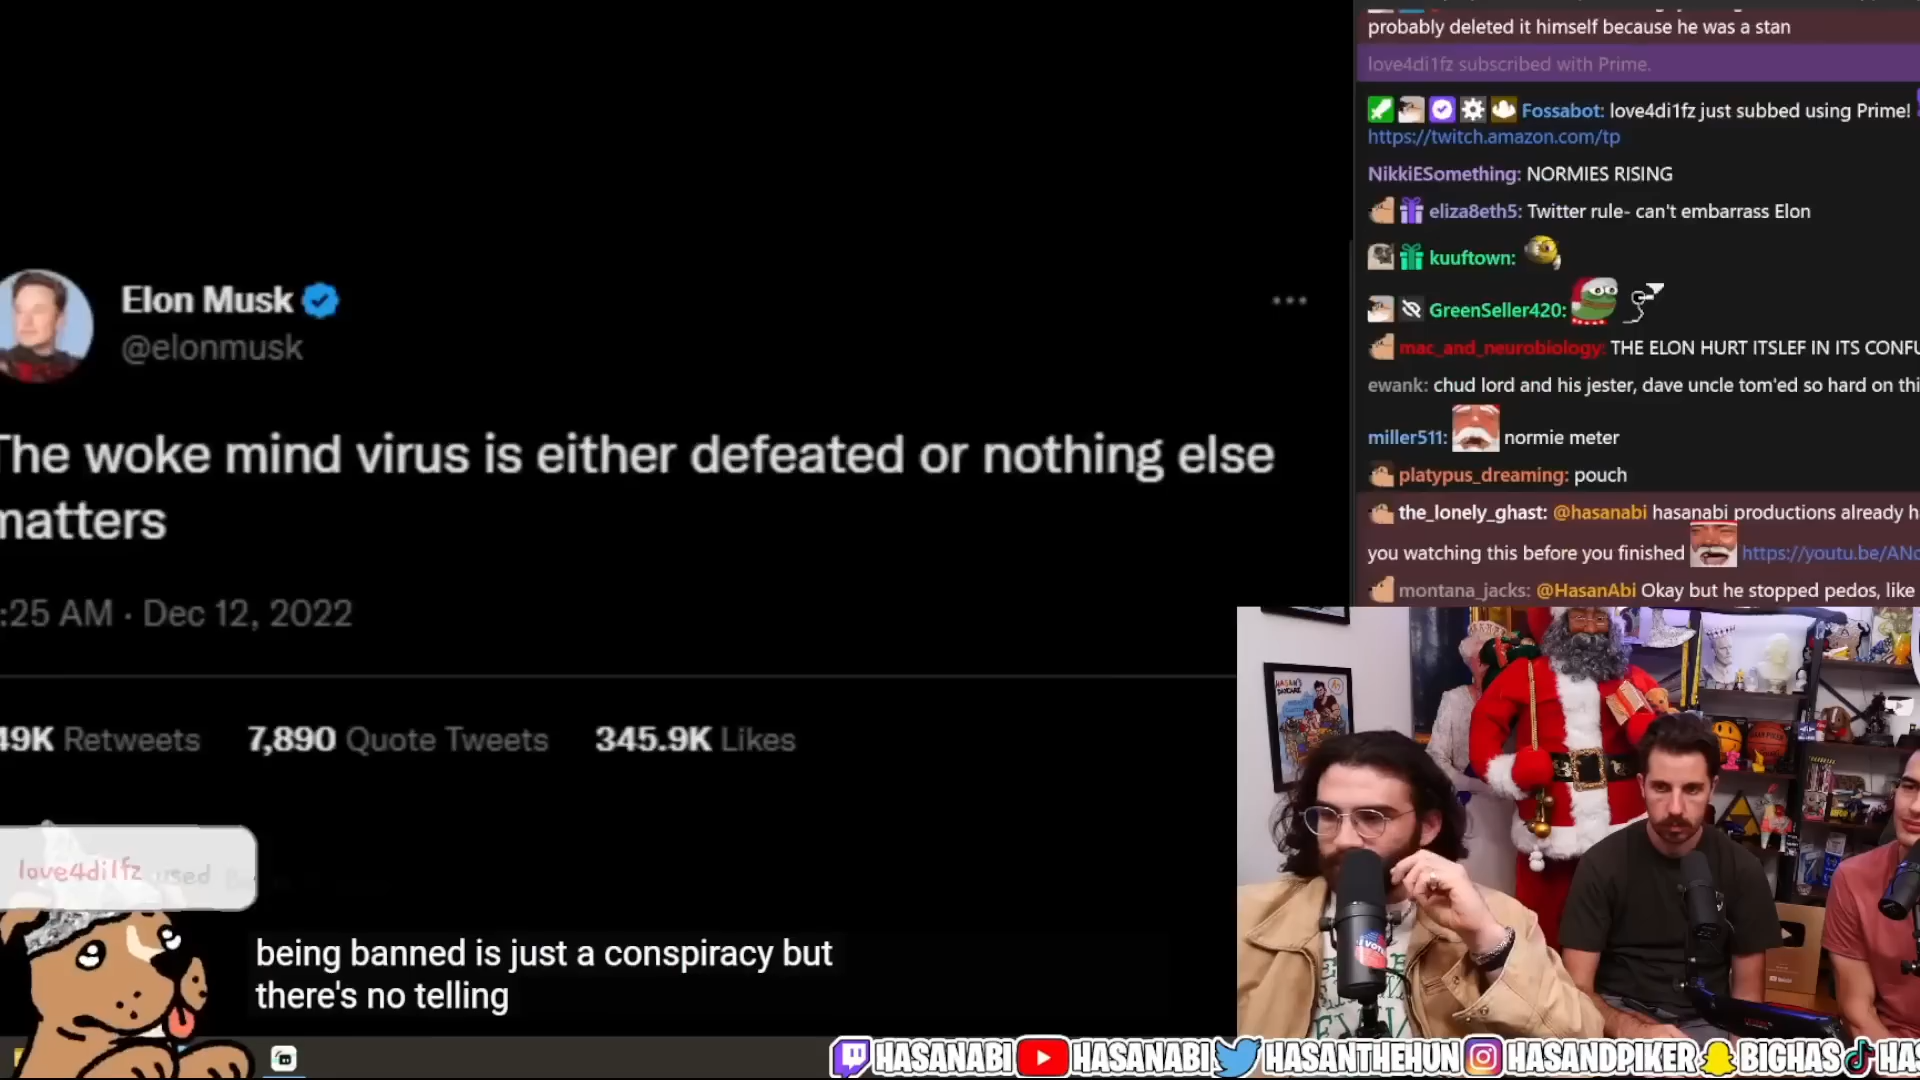 probably deleted it himself because he was a stan
love4di1fz subscribed with Prime.
Fossabot: love4di1fz just subbed using Prime!
https://twitch.amazon.com/tp
NikkiESomething: NORMIES RISING
eliza8eth5: Twitter rule- can't embarrass Elon
kuuftown:
GreenSeller420:
mac_and_neurobiology: THE ELON HURT ITSLEF IN ITS CONFU
ewank: chud lord and his jester, dave uncle tom'ed so hard on thi
miller511: normie meter
platypus_dreaming: pouch
the_lonely_ghast: @hasanabi hasanabi productions already h
you watching this before you finished https://youtu.be/ANc
montana_jacks: @HasanAbi Okay but he stopped pedos, like
Elon Musk
@elonmusk
The woke mind virus is either defeated or nothing else
matters
:25 AM · Dec 12, 2022
49K Retweets 7,890 Quote Tweets 345.9K Likes
love4di1fz used
being banned is just a conspiracy but
there's no telling
HASANABI HASANABI HASANTHEHUN HASANDPIKER BIGHAS HAS